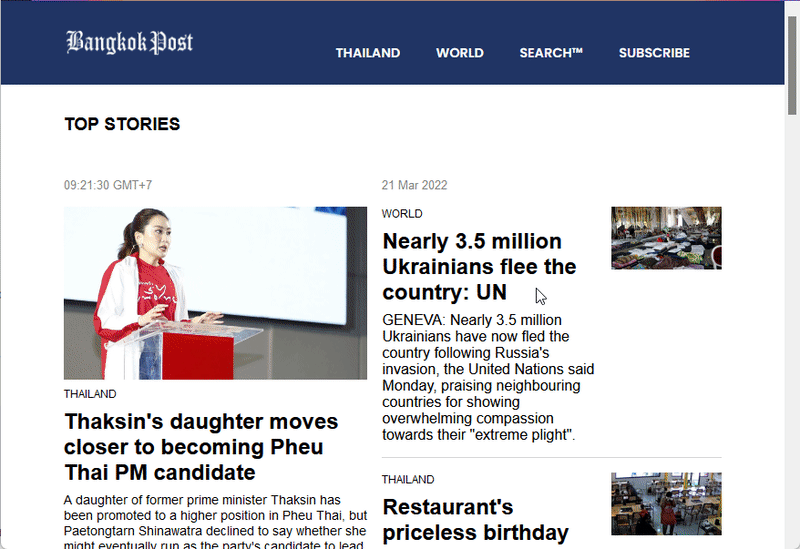 Bangkok Post
THAILAND WORLD SEARCH™ SUBSCRIBE
TOP STORIES
09:21:30 GMT+7
THAILAND
Thaksin's daughter moves
closer to becoming Pheu
Thai PM candidate
A daughter of former prime minister Thaksin has
been promoted to a higher position in Pheu Thai, but
Paetongtarn Shinawatra declined to say whether she
might eventually run as the party's candidate to lead
21 Mar 2022
WORLD
Nearly 3.5 million
Ukrainians flee the
country: UN
GENEVA: Nearly 3.5 million
Ukrainians have now fled the
country following Russia's
invasion, the United Nations said
Monday, praising neighbouring
countries for showing
overwhelming compassion
towards their "extreme plight".
THAILAND
Restaurant's
priceless birthday